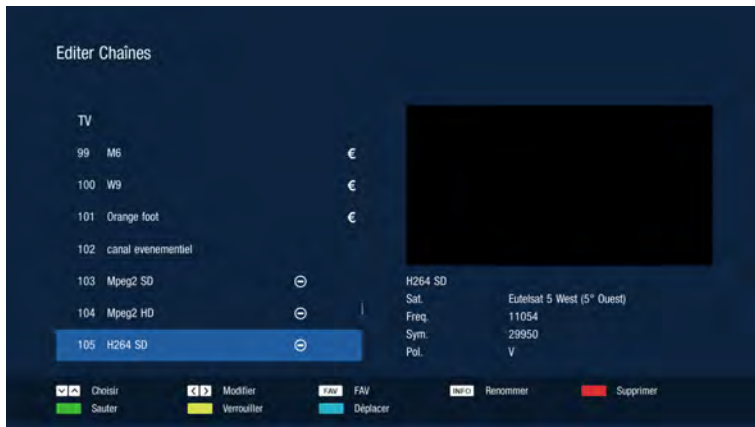 Editer Chaînes
TV
99 M6 €
100 W9 €
101 Orange foot €
102 canal evenementiel
103 Mpeg2 SD
104 Mpeg2 HD
105 H264 SD
H264 SD
Sat. Eutelsat 5 West (5° Ouest)
Freq. 11054
Sym. 29950
Pol. V
Choisir Modifier FAV FAV INFO Renommer Supprimer
Sauter Verrouiller Déplacer